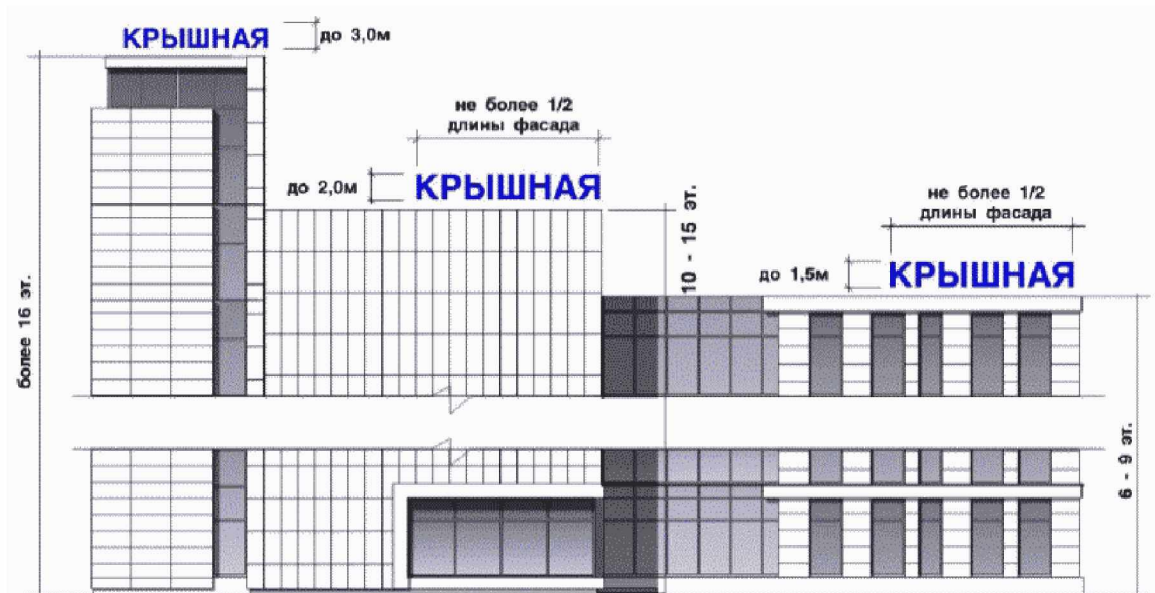 КРЫШНАЯ
до 3,0м
не более 1/2
длины фасада
до 2,0м
КРЫШНАЯ
10 - 15 эт.
не более 1/2
длины фасада
до 1,5м
КРЫШНАЯ
более 16 эт.
6 - 9 эт.